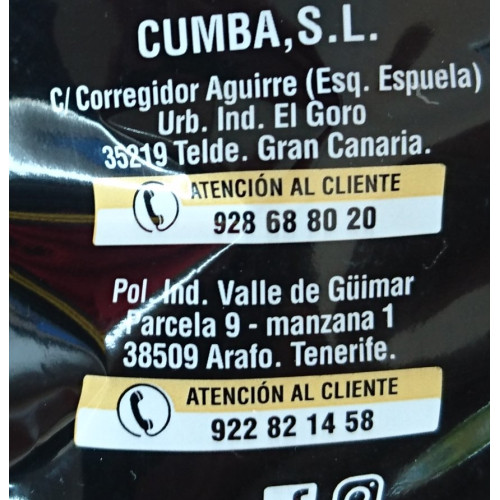 CUMBA,S.L.
C/ Corregidor Aguirre (Esq. Espuela)
Urb. Ind. El Goro
35219 Telde. Gran Canaria.
ATENCIÓN AL CLIENTE
928 68 80 20
Pol. Ind. Valle de Güimar
Parcela 9 - manzana 1
38509 Arafo. Tenerife.
ATENCIÓN AL CLIENTE
922 82 14 58